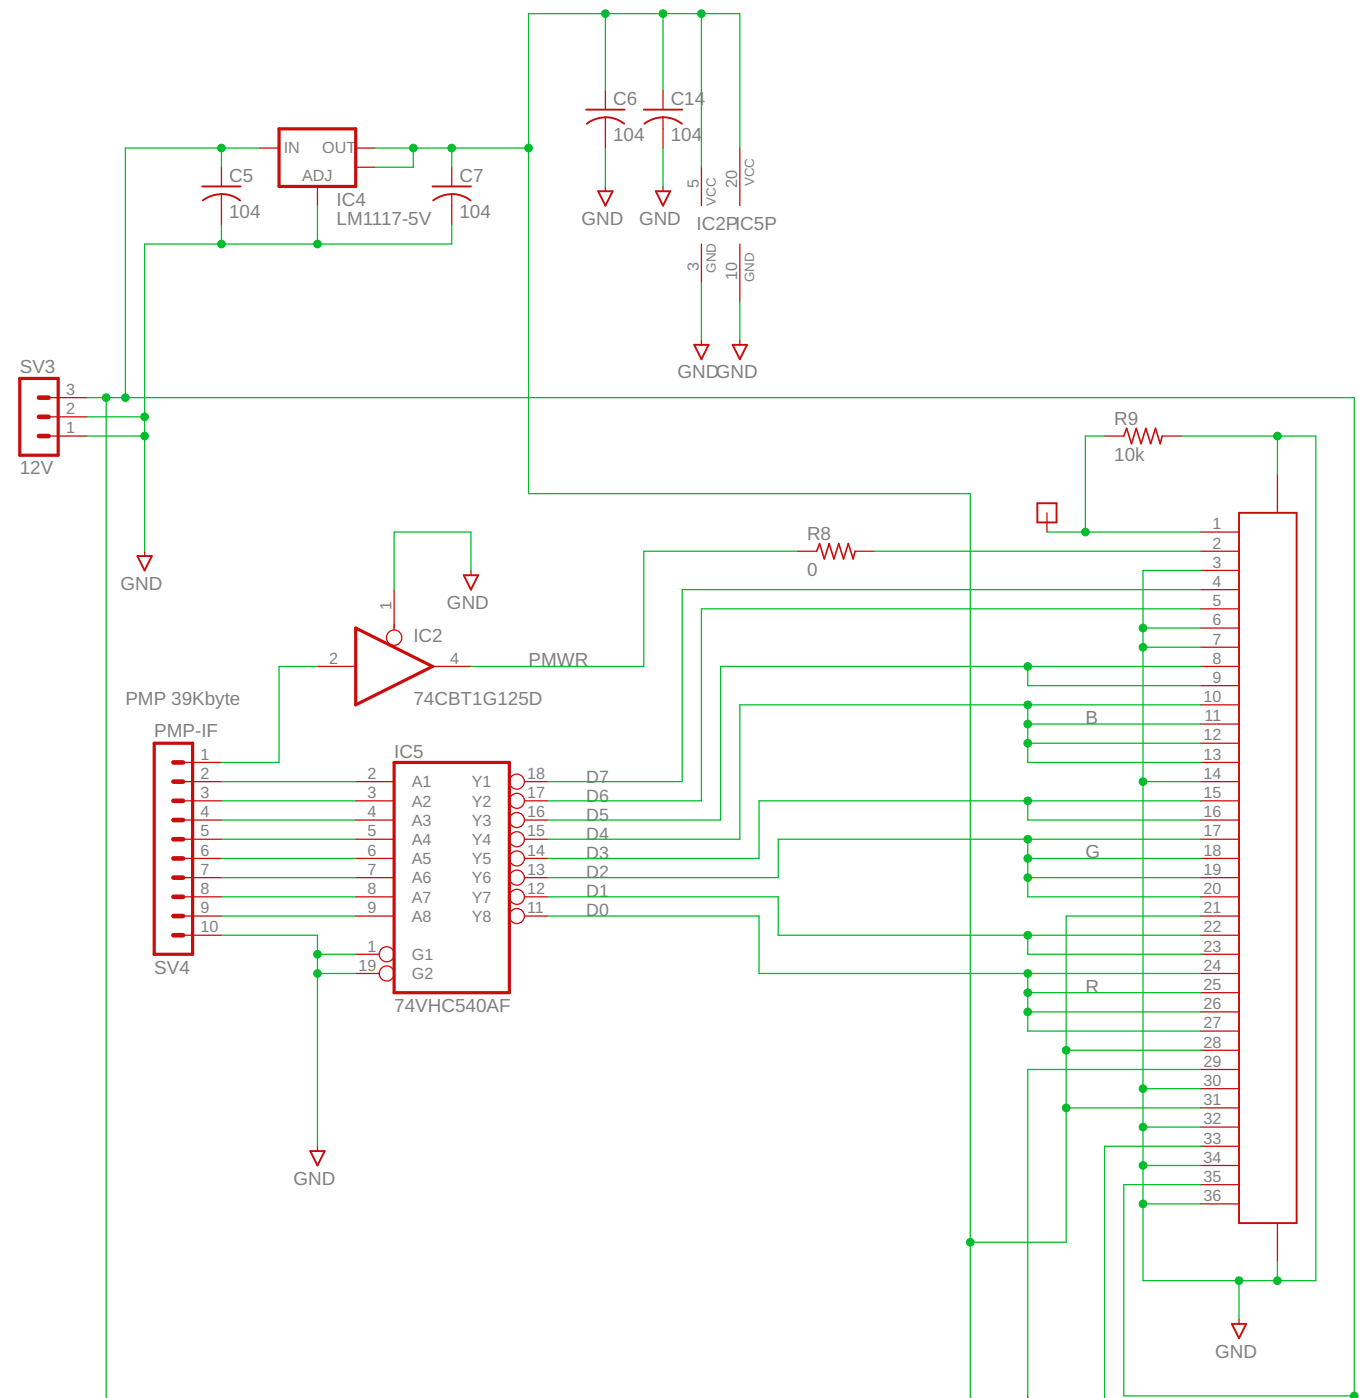 C6
104
C14
104
5
VCC
20
VCC
GND
GND
IC2P
IC5P
3
GND
10
GND
GND
GND
IN
OUT
ADJ
C5
104
IC4
LM1117-5V
C7
104
SV3
3
2
1
12V
GND
R9
10k
R8
0
GND
1
IC2
2
4
PMWR
74CBT1G125D
PMP 39Kbyte
PMP-IF
1
2
3
4
5
6
7
8
9
10
SV4
IC5
2
A1
Y1
18
D7
3
A2
Y2
17
D6
4
A3
Y3
16
D5
5
A4
Y4
15
D4
6
A5
Y5
14
D3
7
A6
Y6
13
D2
8
A7
Y7
12
D1
9
A8
Y8
11
D0
1
G1
19
G2
74VHC540AF
GND
1
2
3
4
5
6
7
8
9
10
B
11
12
13
14
15
16
17
G
18
19
20
21
22
23
24
R
25
26
27
28
29
30
31
32
33
34
35
36
GND